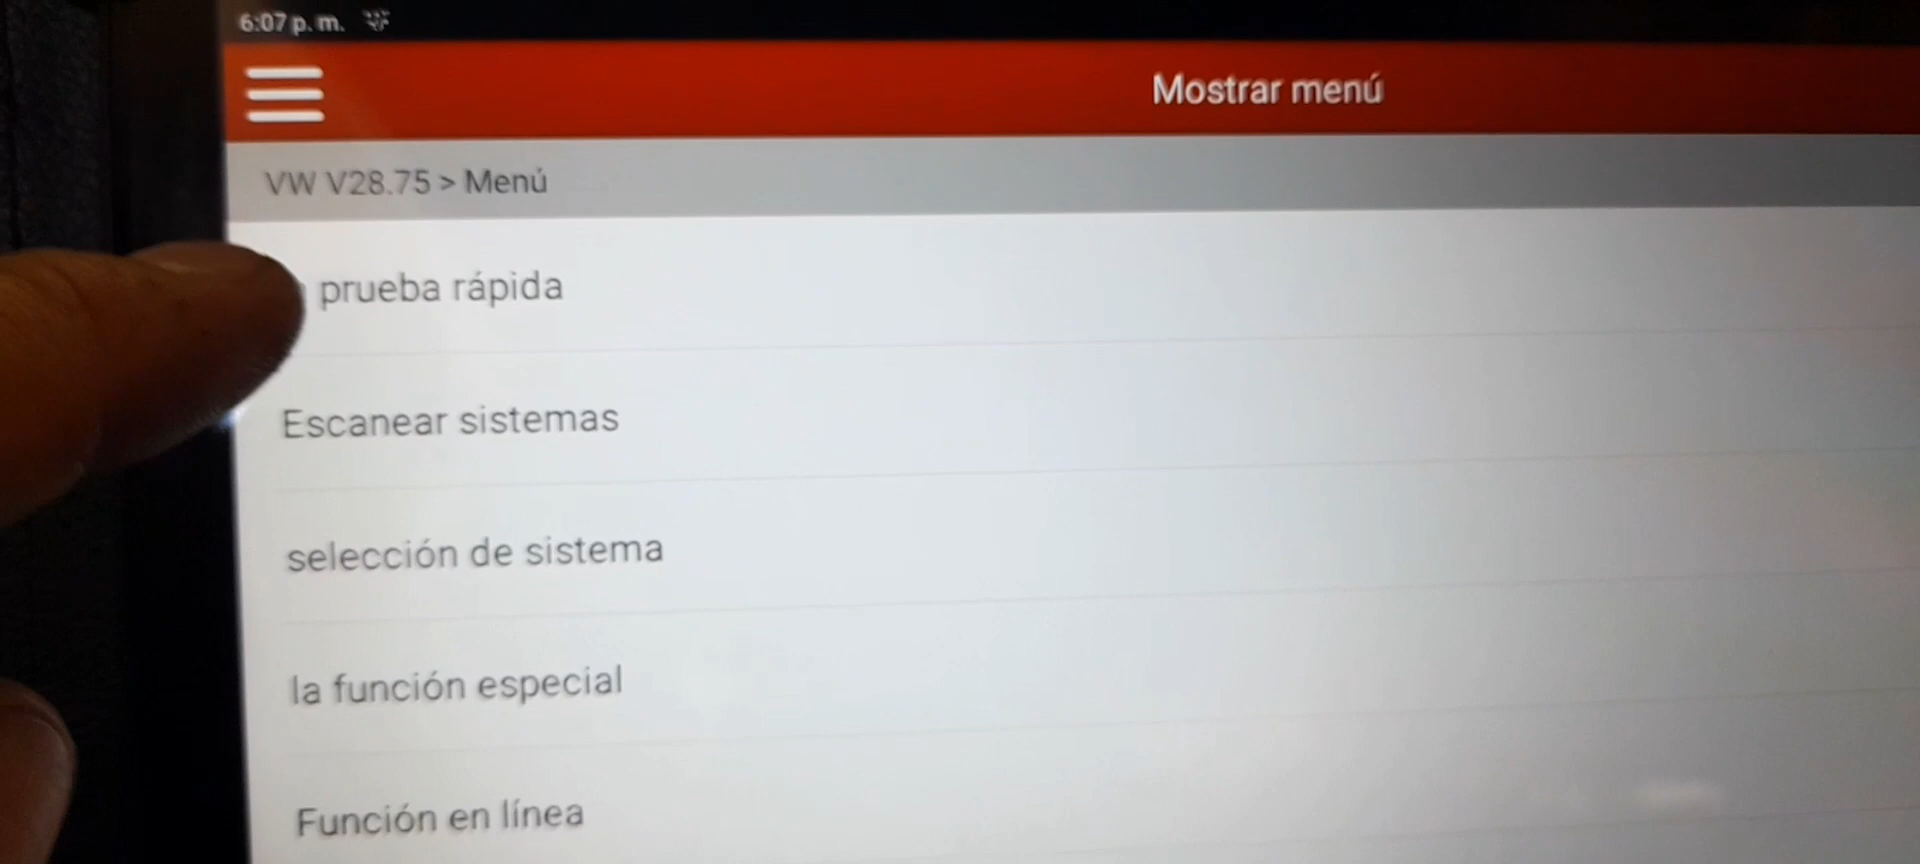 6:07 p. m.
Mostrar menú
VW V28.75 > Menú
prueba rápida
Escanear sistemas
selección de sistema
la función especial
Función en línea